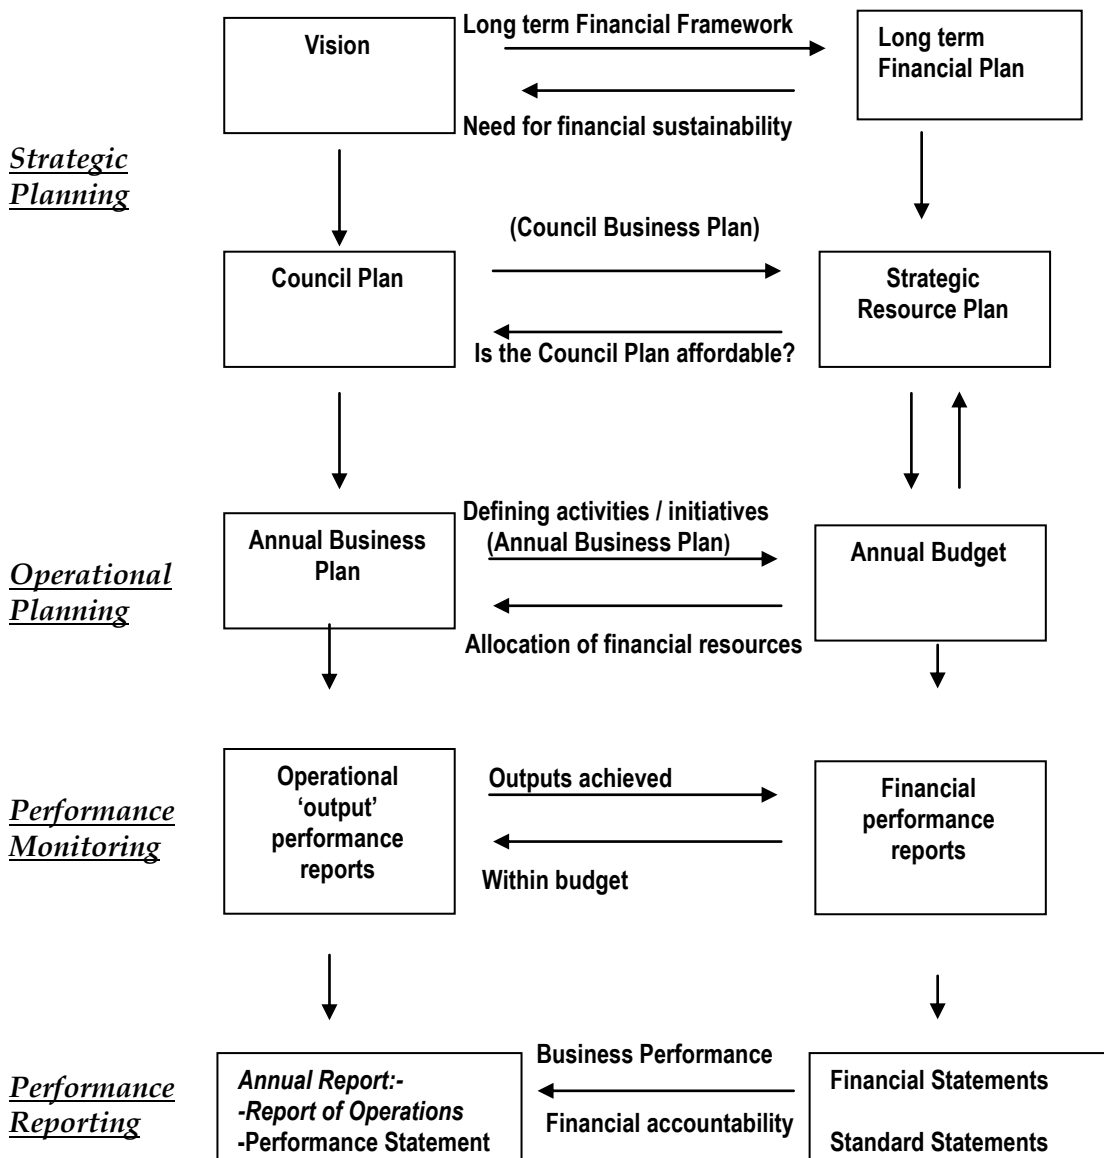 Vision
Long term Financial Framework
Long term
Financial Plan
Need for financial sustainability
Strategic
Planning
(Council Business Plan)
Council Plan
Strategic
Resource Plan
Is the Council Plan affordable?
Defining activities / initiatives
(Annual Business Plan)
Annual Business
Plan
Annual Budget
Operational
Planning
Allocation of financial resources
Operational
‘output’
performance
reports
Outputs achieved
Financial
performance
reports
Performance
Monitoring
Within budget
Business Performance
Performance
Reporting
Annual Report:-
-Report of Operations
-Performance Statement
Financial accountability
Financial Statements
Standard Statements